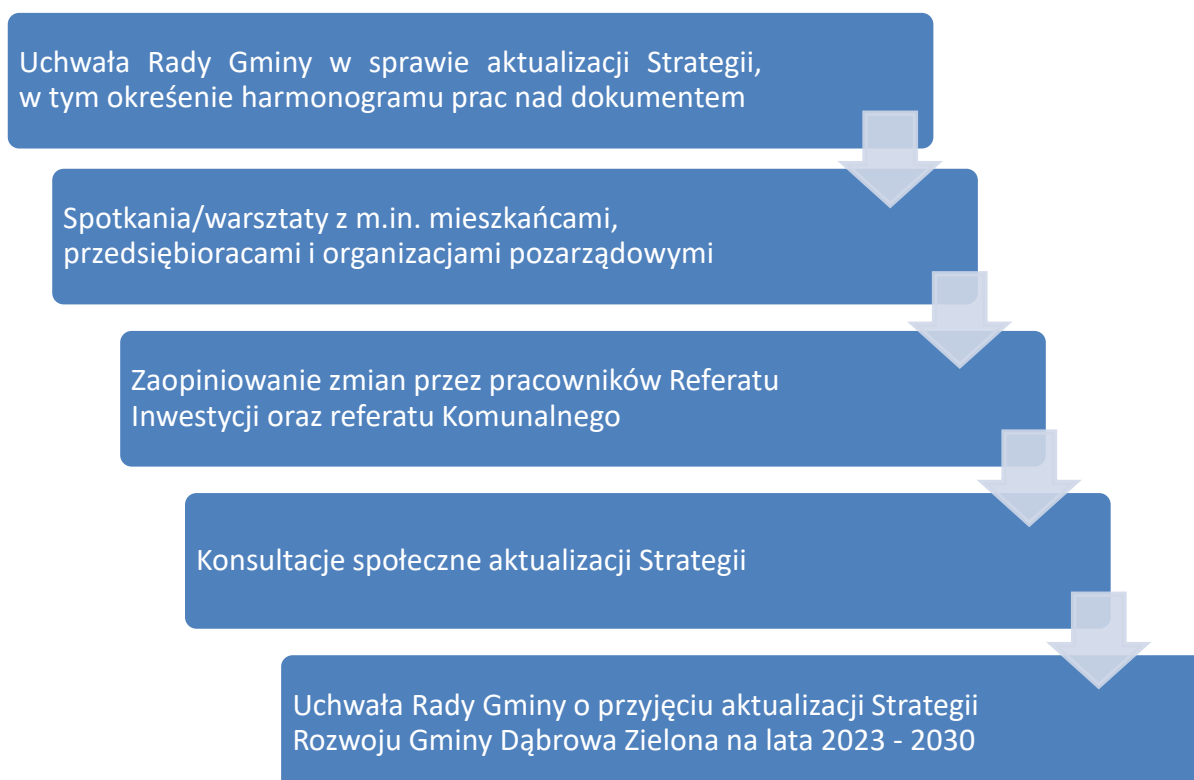 Uchwała Rady Gminy w sprawie aktualizacji Strategii,
w tym okreśenie harmonogramu prac nad dokumentem
Spotkania/warsztaty z m.in. mieszkańcami,
przedsiębioracami i organizacjami pozarządowymi
Zaopiniowanie zmian przez pracowników Referatu
Inwestycji oraz referatu Komunalnego
Konsultacje społeczne aktualizacji Strategii
Uchwała Rady Gminy o przyjęciu aktualizacji Strategii
Rozwoju Gminy Dąbrowa Zielona na lata 2023 - 2030